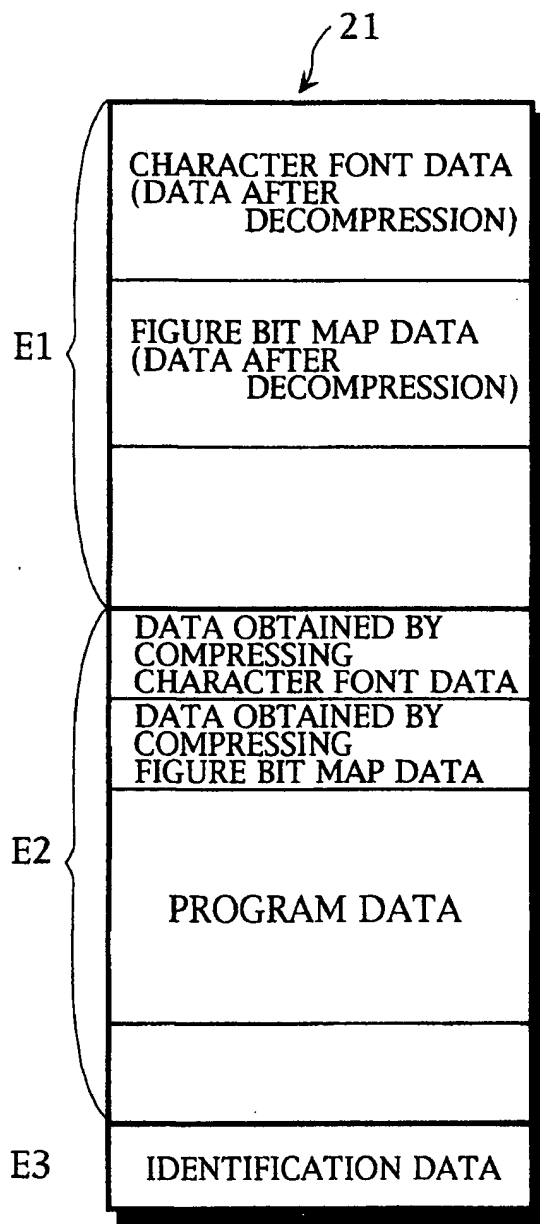 21
CHARACTER FONT DATA
(DATA AFTER
DECOMPRESSION)
E1
FIGURE BIT MAP DATA
(DATA AFTER
DECOMPRESSION)
DATA OBTAINED BY
COMPRESSING
CHARACTER FONT DATA
DATA OBTAINED BY
COMPRESSING
FIGURE BIT MAP DATA
E2
PROGRAM DATA
E3
IDENTIFICATION DATA